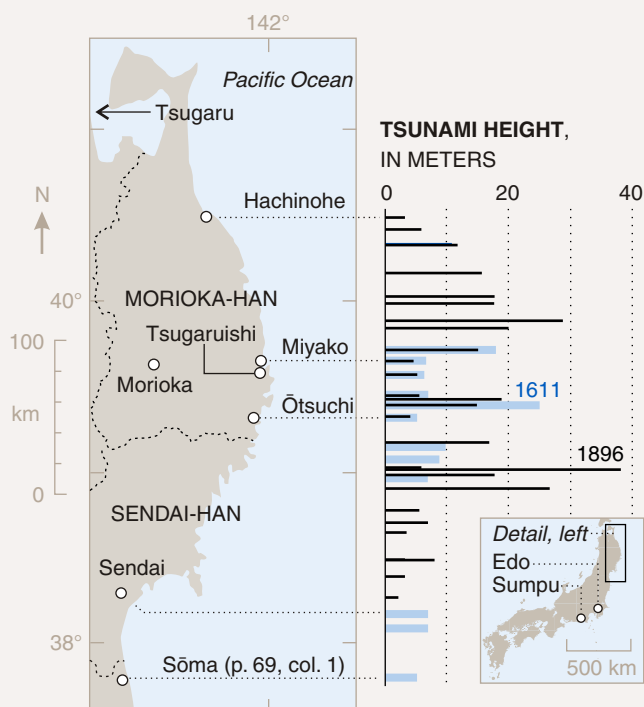 142°
Pacific Ocean
Tsugaru
TSUNAMI HEIGHT,
IN METERS
0 20 40
N
Hachinohe
40°
MORIOKA-HAN
Tsugaruishi
Miyako
100
Morioka
km
Ōtsuchi
0
1611
1896
SENDAI-HAN
Sendai
38°
Sōma (p. 69, col. 1)
Detail, left
Edo
Sumpu
500 km